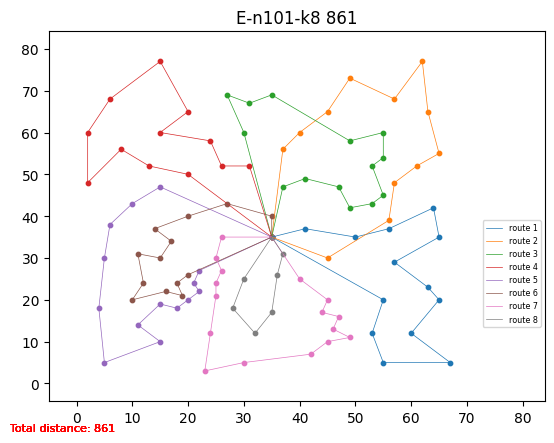 E-n101-k8 861
80
70
60
50
40
30
20
10
0
route 1
route 2
route 3
route 4
route 5
route 6
route 7
route 8
0 10 20 30 40 50 60 70 80
Total distance: 861